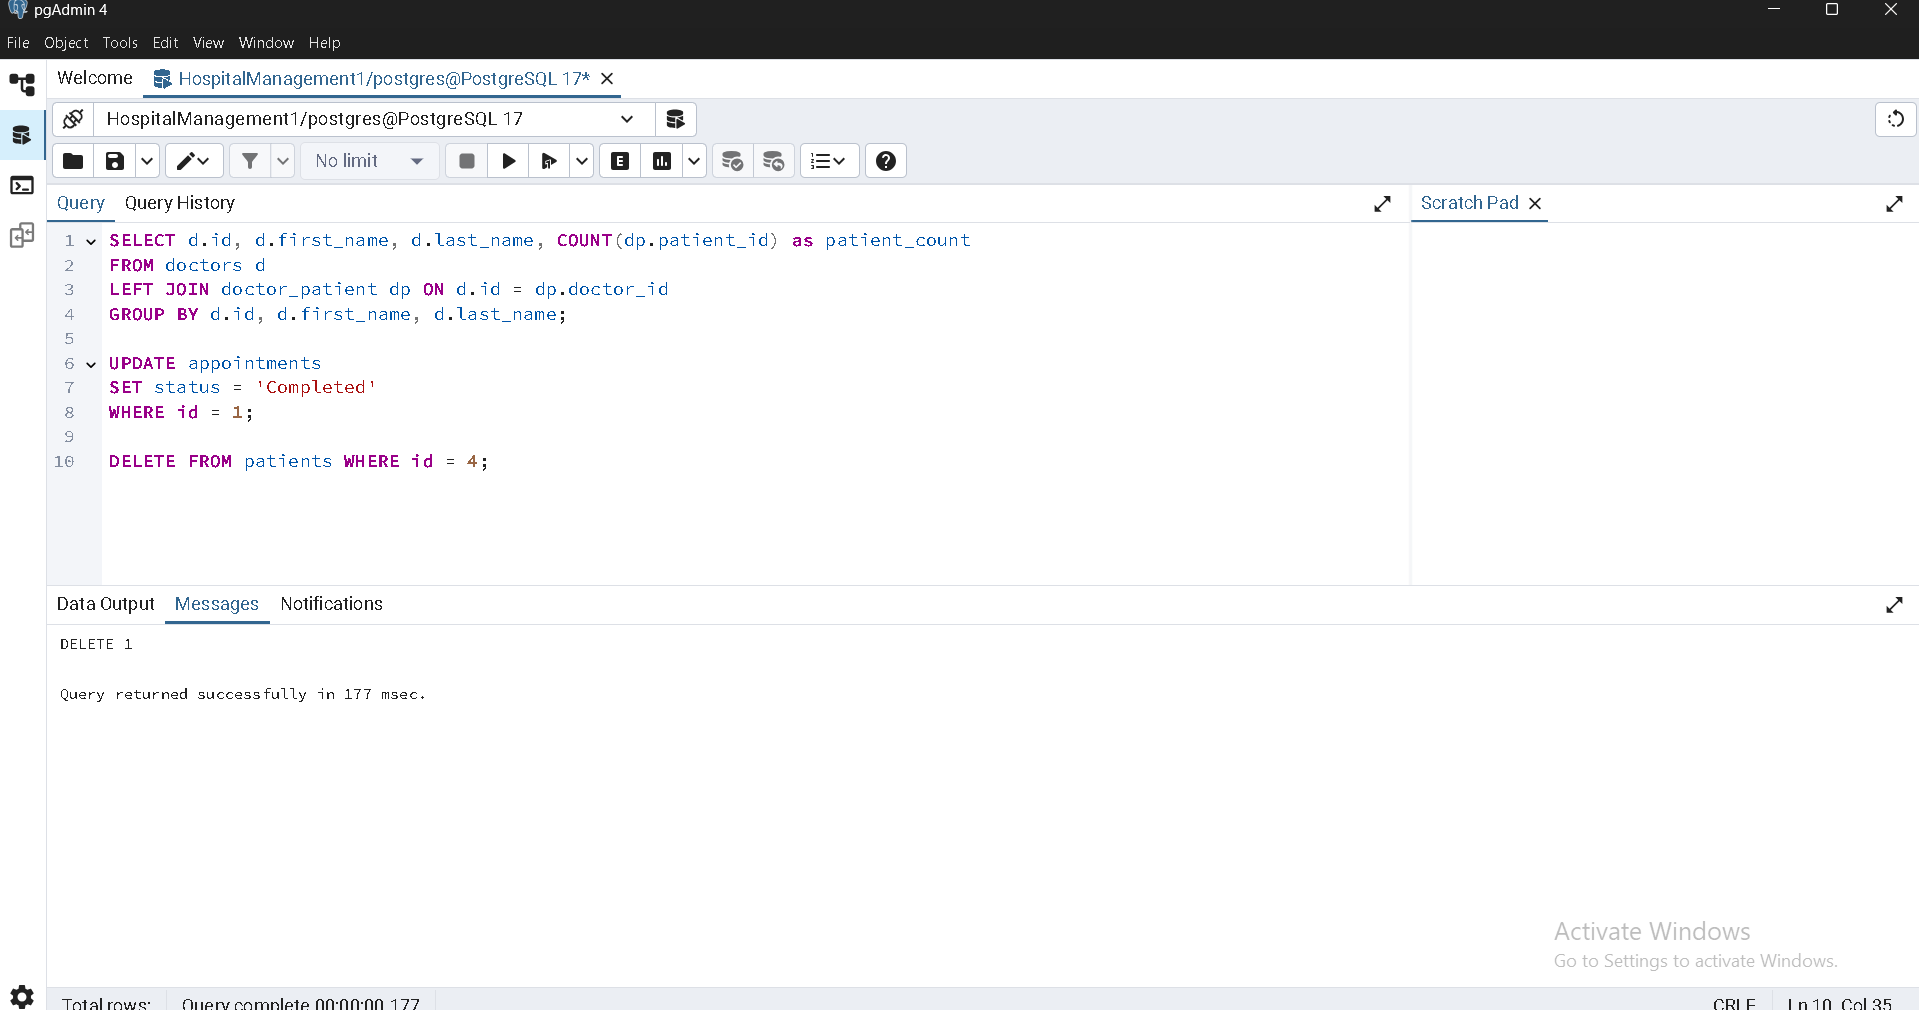 pgAdmin 4
File Object Tools Edit View Window Help
Welcome HospitalManagement1/postgres@PostgreSQL 17*
HospitalManagement1/postgres@PostgreSQL 17
No limit
Query Query History
Scratch Pad
1 SELECT d.id, d.first_name, d.last_name, COUNT(dp.patient_id) as patient_count
2 FROM doctors d
3 LEFT JOIN doctor_patient dp ON d.id = dp.doctor_id
4 GROUP BY d.id, d.first_name, d.last_name;
5
6 UPDATE appointments
7 SET status = 'Completed'
8 WHERE id = 1;
9
10 DELETE FROM patients WHERE id = 4;
Data Output Messages Notifications
DELETE 1
Query returned successfully in 177 msec.
Activate Windows
Go to Settings to activate Windows.
Total rows: Query complete 00:00:00.177 CRLF Ln 10, Col 35